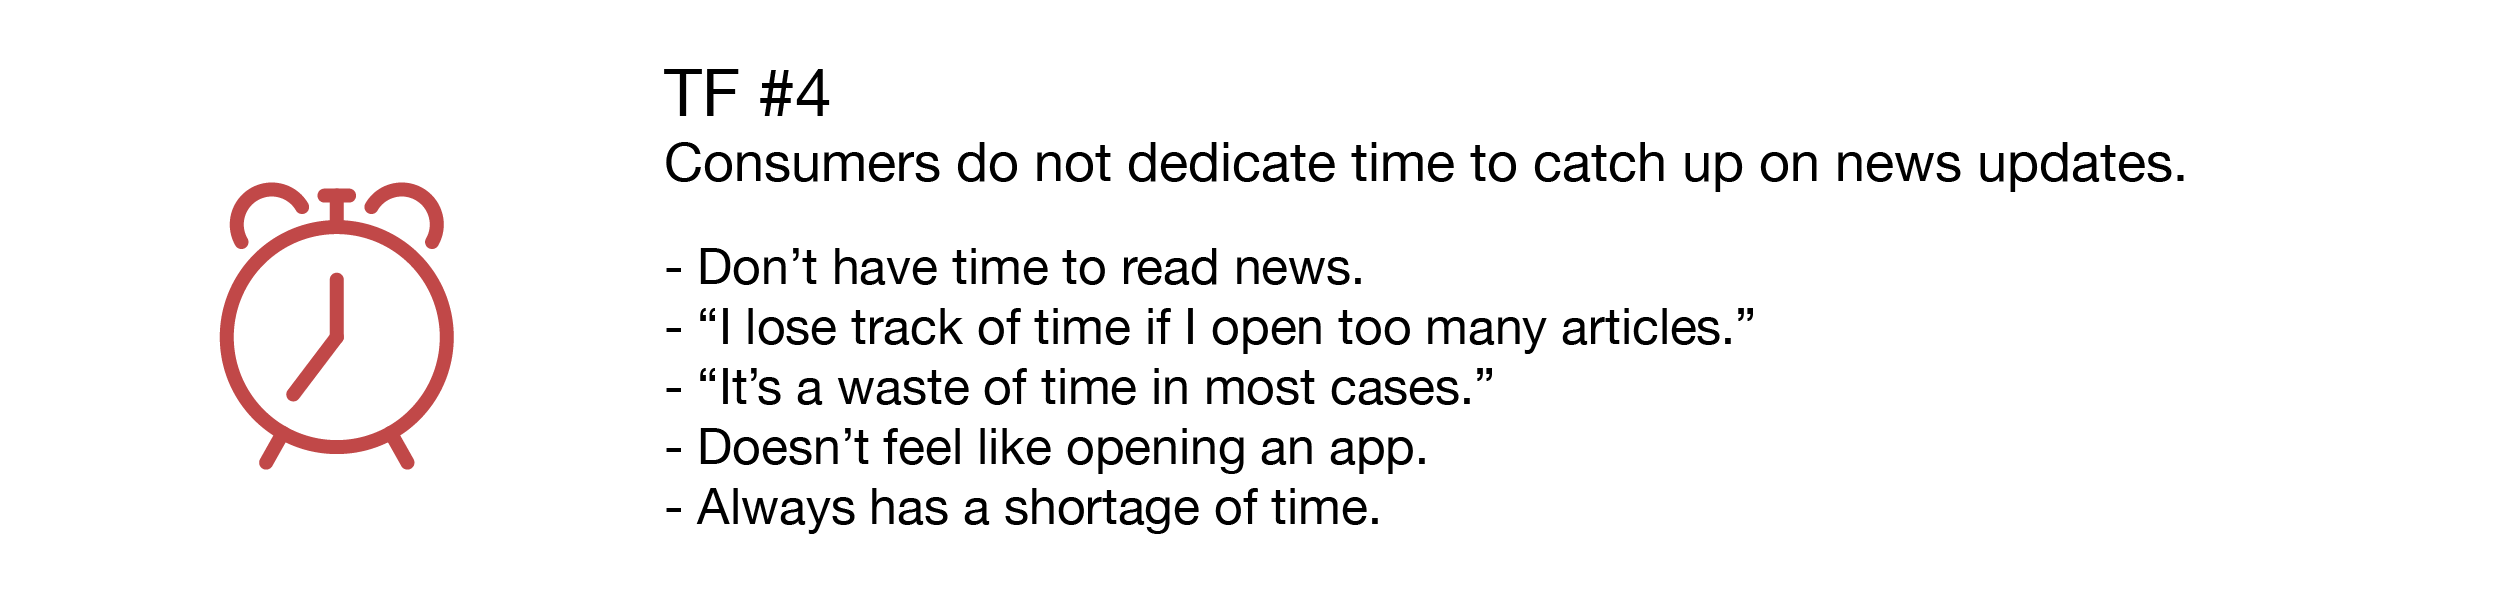 TF #4
Consumers do not dedicate time to catch up on news updates.
- Don’t have time to read news.
- “I lose track of time if I open too many articles.”
- “It’s a waste of time in most cases.”
- Doesn’t feel like opening an app.
- Always has a shortage of time.